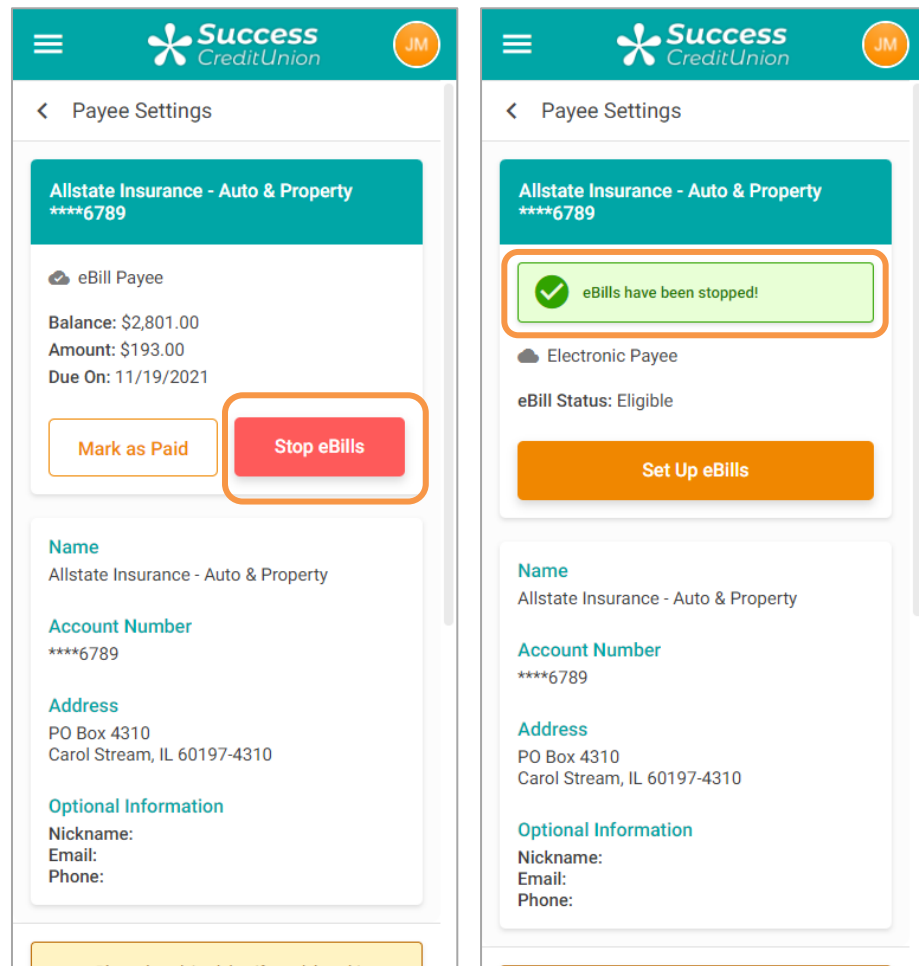 Success
CreditUnion
JM
Payee Settings
Allstate Insurance - Auto & Property
****6789
eBill Payee
Balance: $2,801.00
Amount: $193.00
Due On: 11/19/2021
Mark as Paid
Stop eBills
Name
Allstate Insurance - Auto & Property
Account Number
****6789
Address
PO Box 4310
Carol Stream, IL 60197-4310
Optional Information
Nickname:
Email:
Phone:
Success
CreditUnion
JM
Payee Settings
Allstate Insurance - Auto & Property
****6789
eBills have been stopped!
Electronic Payee
eBill Status: Eligible
Set Up eBills
Name
Allstate Insurance - Auto & Property
Account Number
****6789
Address
PO Box 4310
Carol Stream, IL 60197-4310
Optional Information
Nickname:
Email:
Phone: